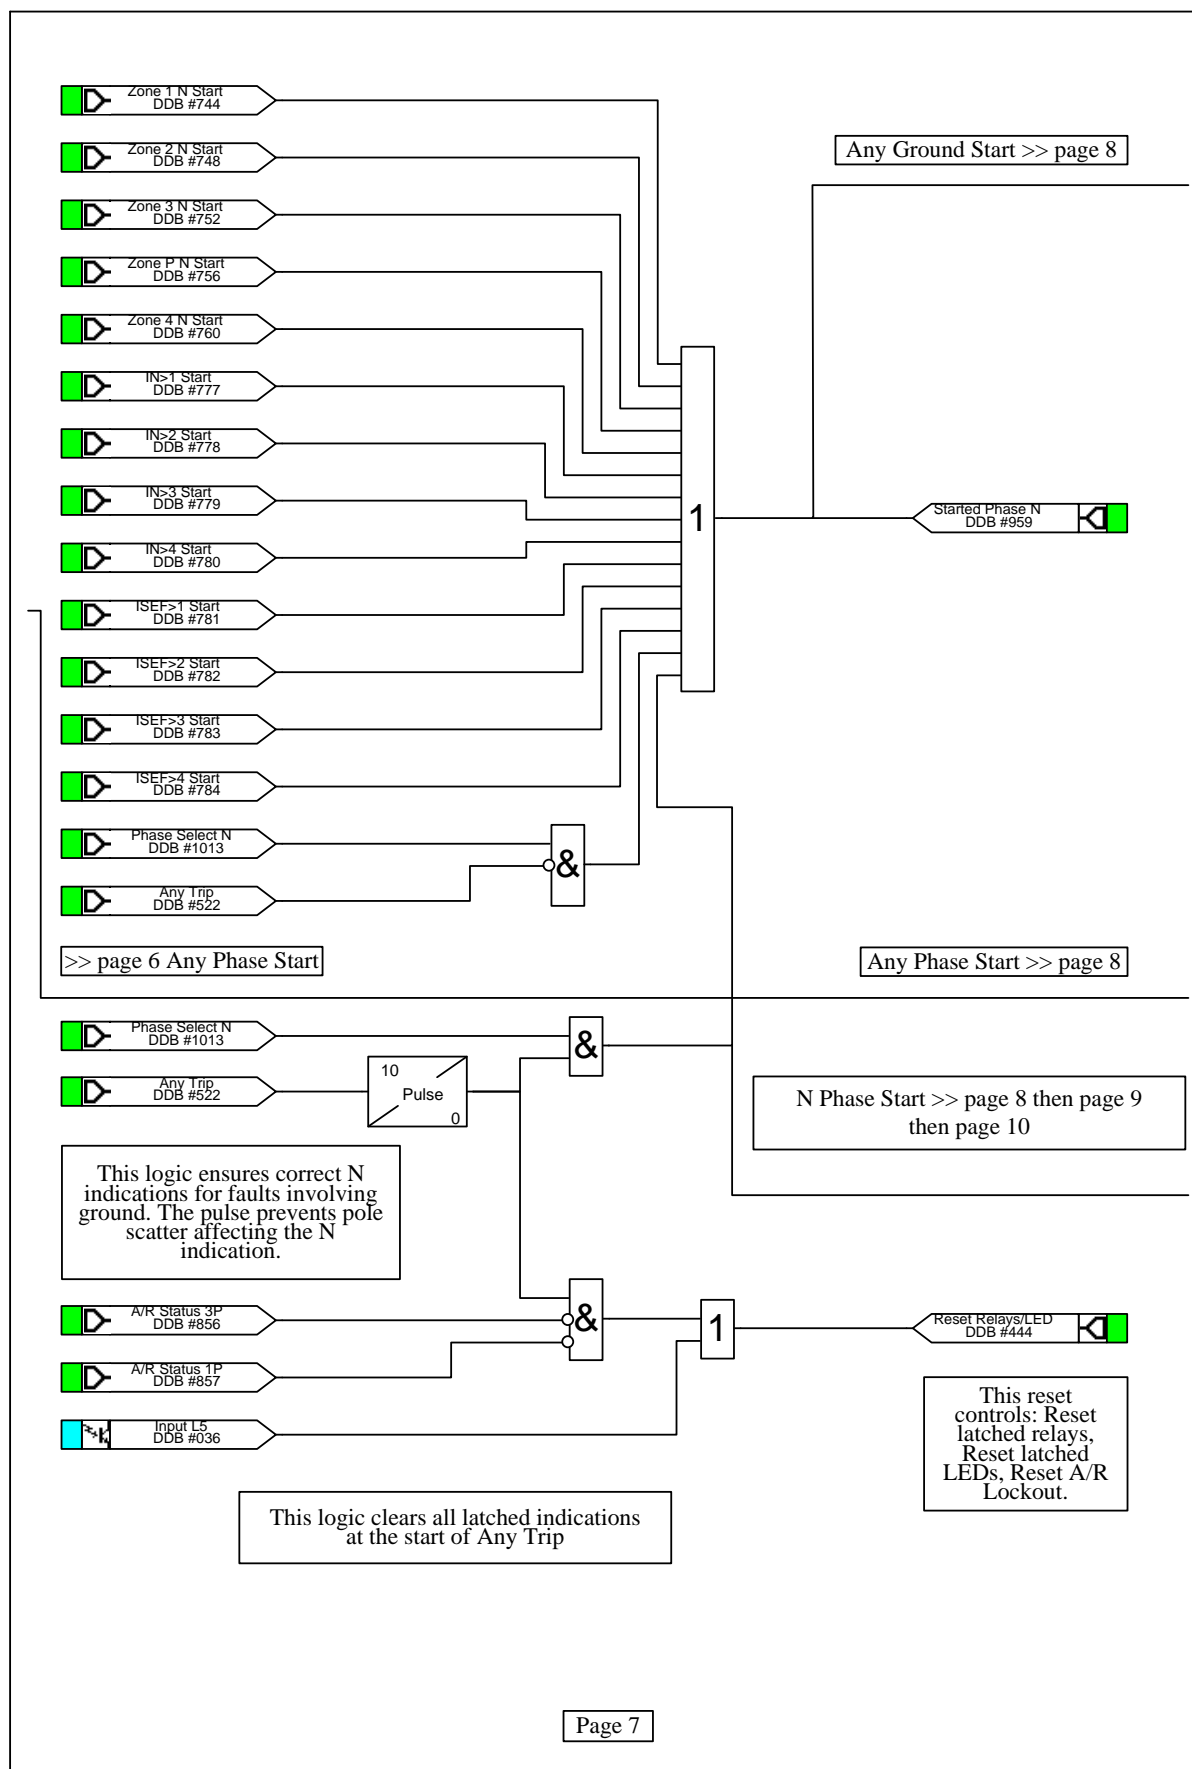 Zone 1 N Start
DDB #744
Any Ground Start >> page 8
Zone 2 N Start
DDB #748
Zone 3 N Start
DDB #752
Zone P N Start
DDB #756
Zone 4 N Start
DDB #760
IN>1 Start
DDB #777
IN>2 Start
DDB #778
IN>3 Start
DDB #779
1
Started Phase N
DDB #959
IN>4 Start
DDB #780
ISEF>1 Start
DDB #781
ISEF>2 Start
DDB #782
ISEF>3 Start
DDB #783
ISEF>4 Start
DDB #784
Phase Select N
DDB #1013
&
Any Trip
DDB #522
>> page 6 Any Phase Start
Any Phase Start >> page 8
Phase Select N
DDB #1013
&
Any Trip
DDB #522
10
Pulse
0
N Phase Start >> page 8 then page 9
then page 10
This logic ensures correct N
indications for faults involving
ground. The pulse prevents pole
scatter affecting the N
indication.
A/R Status 3P
DDB #856
&
1
Reset Relays/LED
DDB #444
A/R Status 1P
DDB #857
Input L5
DDB #036
This reset
controls: Reset
latched relays,
Reset latched
LEDs, Reset A/R
Lockout.
This logic clears all latched indications
at the start of Any Trip
Page 7